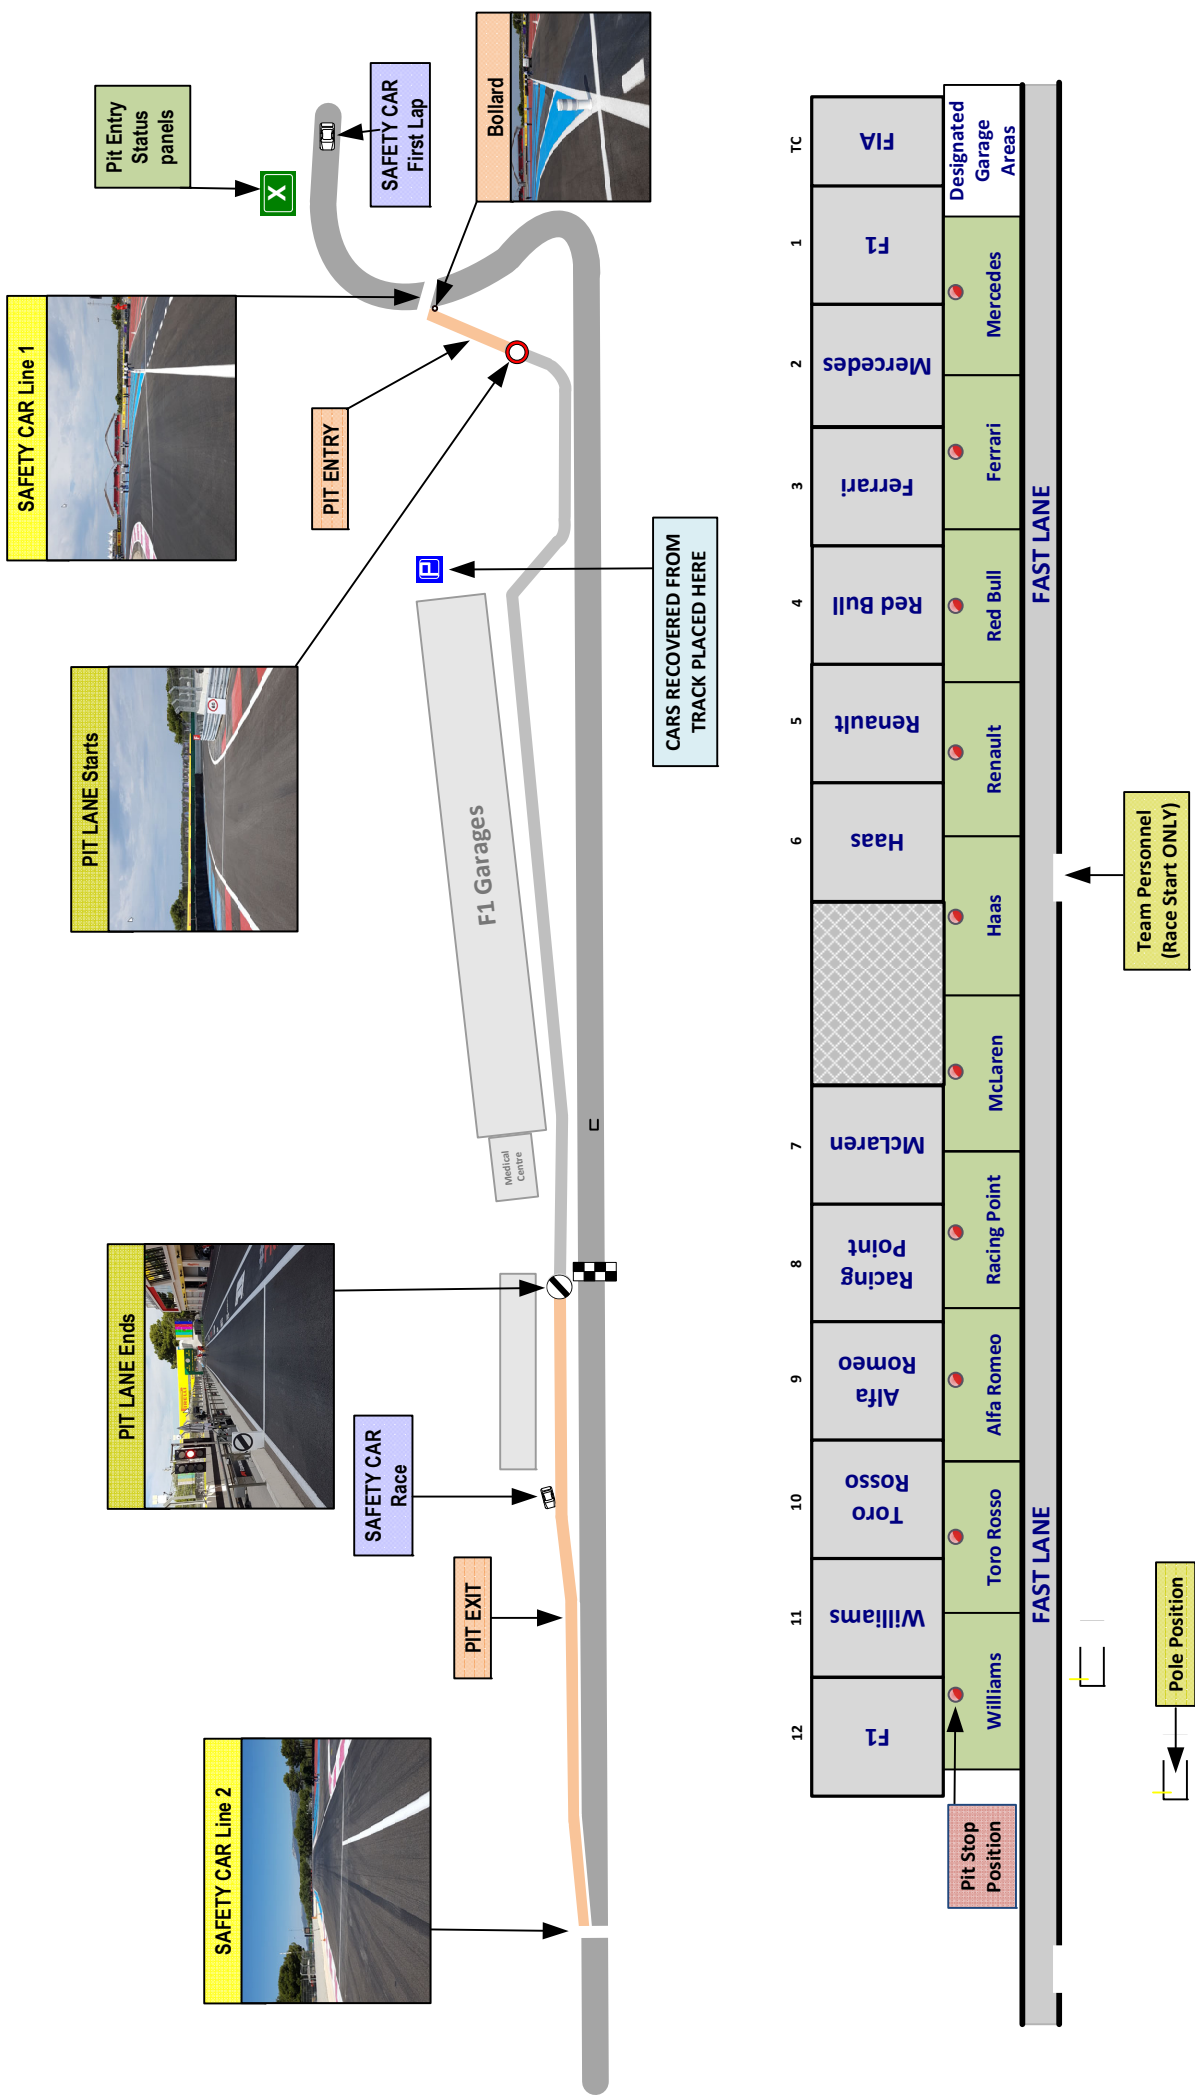 Pit Entry
Status
panels
X
SAFETY CAR
First Lap
Bollard
SAFETY CAR Line 1
PIT ENTRY
PIT LANE Starts
P
CARS RECOVERED FROM
TRACK PLACED HERE
F1 Garages
Medical
Centre
PIT LANE Ends
SAFETY CAR
Race
PIT EXIT
SAFETY CAR Line 2
TC
1
2
3
4
5
6
7
8
9
10
11
12
FIA
F1
Mercedes
Ferrari
Red Bull
Renault
Haas
McLaren
Racing
Point
Alfa
Romeo
Toro
Rosso
Williams
F1
Designated
Garage
Areas
Mercedes
Ferrari
Red Bull
Renault
Haas
McLaren
Racing Point
Alfa Romeo
Toro Rosso
Williams
FAST LANE
FAST LANE
Team Personnel
(Race Start ONLY)
Pole Position
Pit Stop
Position